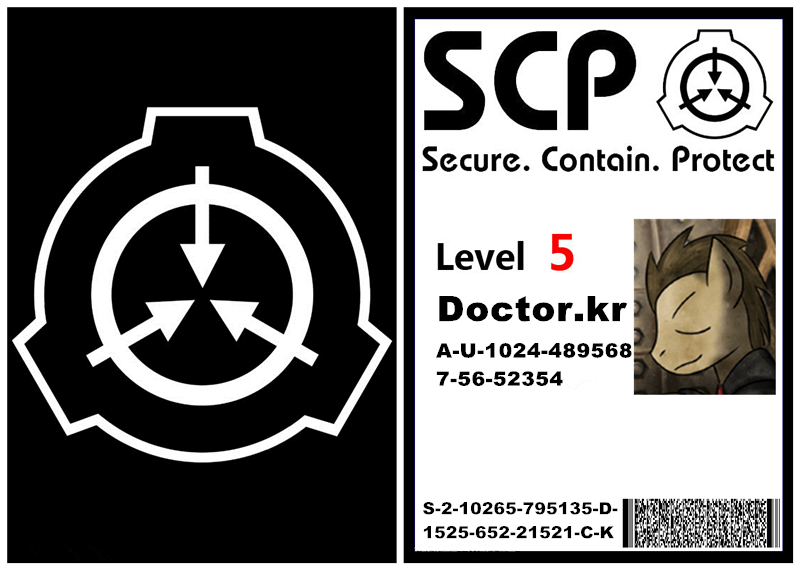 SCP
Secure. Contain. Protect
Level 5
Doctor.kr
A-U-1024-489568
7-56-52354
S-2-10265-795135-D-
1525-652-21521-C-K